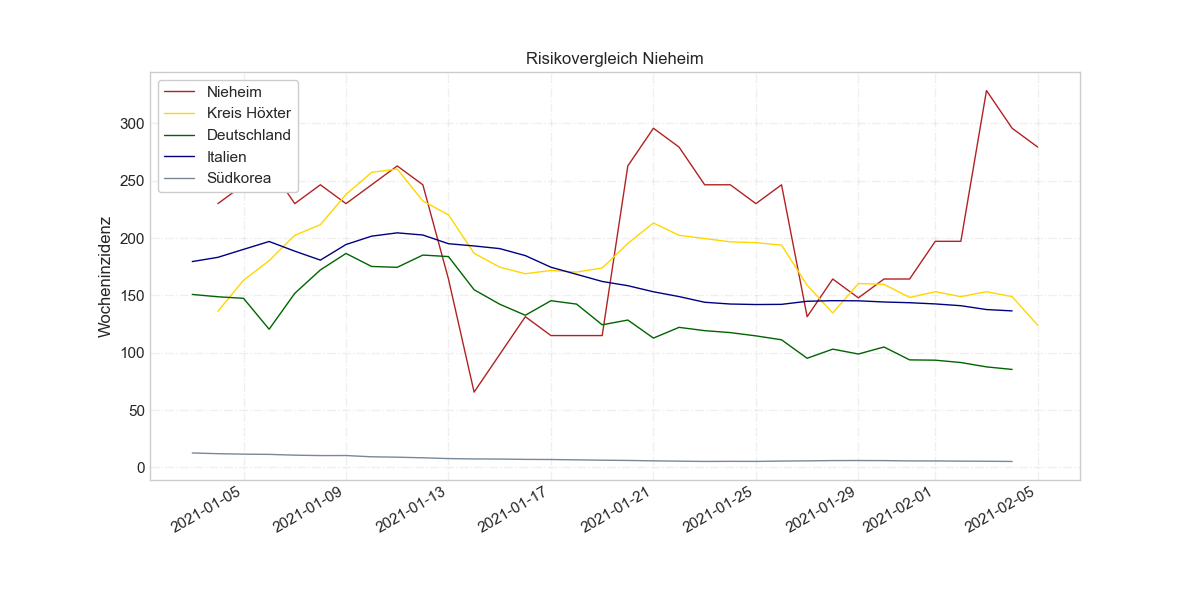 Risikovergleich Nieheim
Nieheim
Kreis Höxter
Deutschland
Italien
Südkorea
Wocheninzidenz
300
250
200
150
100
50
0
2021-01-05
2021-01-09
2021-01-13
2021-01-17
2021-01-21
2021-01-25
2021-01-29
2021-02-01
2021-02-05